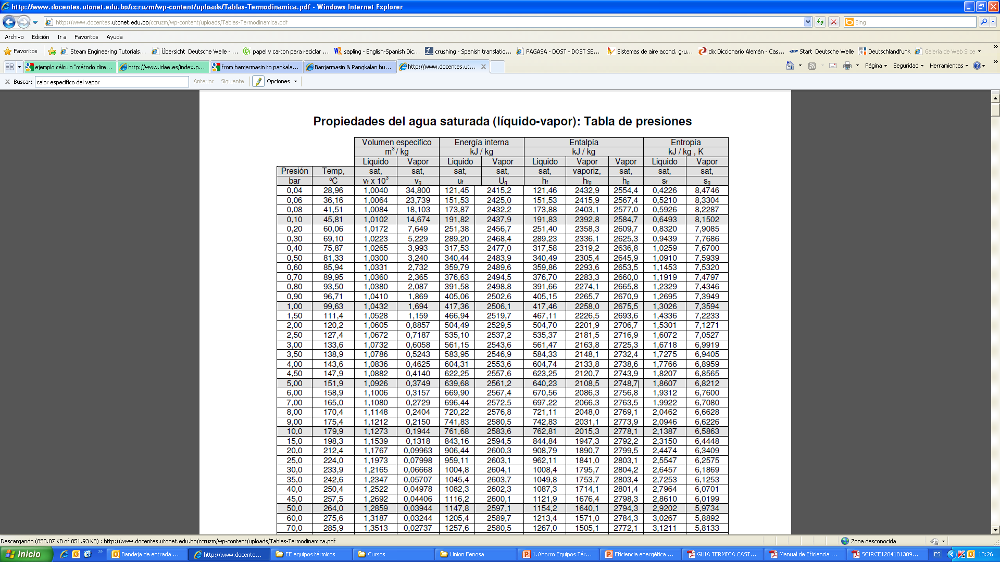 http://www.docentes.utonet.edu.bo/ccruzm/wp-content/uploads/Tablas-Termodinamica.pdf - Windows Internet Explorer
http://www.docentes.utonet.edu.bo/ccruzm/wp-content/uploads/Tablas-Termodinamica.pdf Bing
Archivo Edición Ir a Favoritos Ayuda
Favoritos Steam Engineering Tutorials... Übersicht Deutsche Welle - ... papel y carton para reciclar ... sapling - English-Spanish Dic... crushing - Spanish translatio... PAGASA - DOST - DOST SE... Sistemas de aire acond. gru... dix Diccionario Alemán - Cas... Start Deutsche Welle Deutschlandfunk Galería de Web Slice
ejemplo cálculo "método dire... http://www.idae.es/index.p... from banjarmasin to pankala... Banjarmasin & Pangkalan bu... http://www.docentes.ut... Página Seguridad Herramientas
Buscar: calor específico del vapor Anterior Siguiente Opciones
Propiedades del agua saturada (líquido-vapor): Tabla de presiones
Volumen especifico Energía interna Entalpía Entropía
m3 / kg kJ / kg kJ / kg kJ / kg , K
Liquido Vapor Liquido Vapor Liquido Vapor Vapor Liquido Vapor
Presión Temp, sat, sat, sat, sat, sat, vaporiz, sat, sat, sat,
bar ºC vf x 103 vg uf Ug hf hfg hg sf sg
0,04 28,96 1,0040 34,800 121,45 2415,2 121,46 2432,9 2554,4 0,4226 8,4746
0,06 36,16 1,0064 23,739 151,53 2425,0 151,53 2415,9 2567,4 0,5210 8,3304
0,08 41,51 1,0084 18,103 173,87 2432,2 173,88 2403,1 2577,0 0,5926 8,2287
0,10 45,81 1,0102 14,674 191,82 2437,9 191,83 2392,8 2584,7 0,6493 8,1502
0,20 60,06 1,0172 7,649 251,38 2456,7 251,40 2358,3 2609,7 0,8320 7,9085
0,30 69,10 1,0223 5,229 289,20 2468,4 289,23 2336,1 2625,3 0,9439 7,7686
0,40 75,87 1,0265 3,993 317,53 2477,0 317,58 2319,2 2636,8 1,0259 7,6700
0,50 81,33 1,0300 3,240 340,44 2483,9 340,49 2305,4 2645,9 1,0910 7,5939
0,60 85,94 1,0331 2,732 359,79 2489,6 359,86 2293,6 2653,5 1,1453 7,5320
0,70 89,95 1,0360 2,365 376,63 2494,5 376,70 2283,3 2660,0 1,1919 7,4797
0,80 93,50 1,0380 2,087 391,58 2498,8 391,66 2274,1 2665,8 1,2329 7,4346
0,90 96,71 1,0410 1,869 405,06 2502,6 405,15 2265,7 2670,9 1,2695 7,3949
1,00 99,63 1,0432 1,694 417,36 2506,1 417,46 2258,0 2675,5 1,3026 7,3594
1,50 111,4 1,0528 1,159 466,94 2519,7 467,11 2226,5 2693,6 1,4336 7,2233
2,00 120,2 1,0605 0,8857 504,49 2529,5 504,70 2201,9 2706,7 1,5301 7,1271
2,50 127,4 1,0672 0,7187 535,10 2537,2 535,37 2181,5 2716,9 1,6072 7,0527
3,00 133,6 1,0732 0,6058 561,15 2543,6 561,47 2163,8 2725,3 1,6718 6,9919
3,50 138,9 1,0786 0,5243 583,95 2546,9 584,33 2148,1 2732,4 1,7275 6,9405
4,00 143,6 1,0836 0,4625 604,31 2553,6 604,74 2133,8 2738,6 1,7766 6,8959
4,50 147,9 1,0882 0,4140 622,25 2557,6 623,25 2120,7 2743,9 1,8207 6,8565
5,00 151,9 1,0926 0,3749 639,68 2561,2 640,23 2108,5 2748,7 1,8607 6,8212
6,00 158,9 1,1006 0,3157 669,90 2567,4 670,56 2086,3 2756,8 1,9312 6,7600
7,00 165,0 1,1080 0,2729 696,44 2572,5 697,22 2066,3 2763,5 1,9922 6,7080
8,00 170,4 1,1148 0,2404 720,22 2576,8 721,11 2048,0 2769,1 2,0462 6,6628
9,00 175,4 1,1212 0,2150 741,83 2580,5 742,83 2031,1 2773,9 2,0946 6,6226
10,0 179,9 1,1273 0,1944 761,68 2583,6 762,81 2015,3 2778,1 2,1387 6,5863
15,0 198,3 1,1539 0,1318 843,16 2594,5 844,84 1947,3 2792,2 2,3150 6,4448
20,0 212,4 1,1767 0,09963 906,44 2600,3 908,79 1890,7 2799,5 2,4474 6,3409
25,0 224,0 1,1973 0,07998 959,11 2603,1 962,11 1841,0 2803,1 2,5547 6,2575
30,0 233,9 1,2165 0,06668 1004,8 2604,1 1008,4 1795,7 2804,2 2,6457 6,1869
35,0 242,6 1,2347 0,05707 1045,4 2603,7 1049,8 1753,7 2803,4 2,7253 6,1253
40,0 250,4 1,2522 0,04978 1082,3 2602,3 1087,3 1714,1 2801,4 2,7964 6,0701
45,0 257,5 1,2692 0,04406 1116,2 2600,1 1121,9 1676,4 2798,3 2,8610 6,0199
50,0 264,0 1,2859 0,03944 1147,8 2597,1 1154,2 1640,1 2794,3 2,9202 5,9734
60,0 275,6 1,3187 0,03244 1205,4 2589,7 1213,4 1571,0 2784,3 3,0267 5,8892
70,0 285,9 1,3513 0,02737 1257,6 2580,5 1267,0 1505,1 2772,1 3,1211 5,8133
Descargando (850.07 KB of 851.93 KB) : http://www.docentes.utonet.edu.bo/ccruzm/wp-content/uploads/Tablas-Termodinamica.pdf Zona desconocida
Inicio Bandeja de entrada ... http://www.docente... EE equipos térmicos Cursos Union Fenosa 1.Ahorro Equipos Tér... Eficiencia energética ... GUIA TERMICA CAST... Manual de Eficiencia ... SCIRCE1204181309... ES 13:26